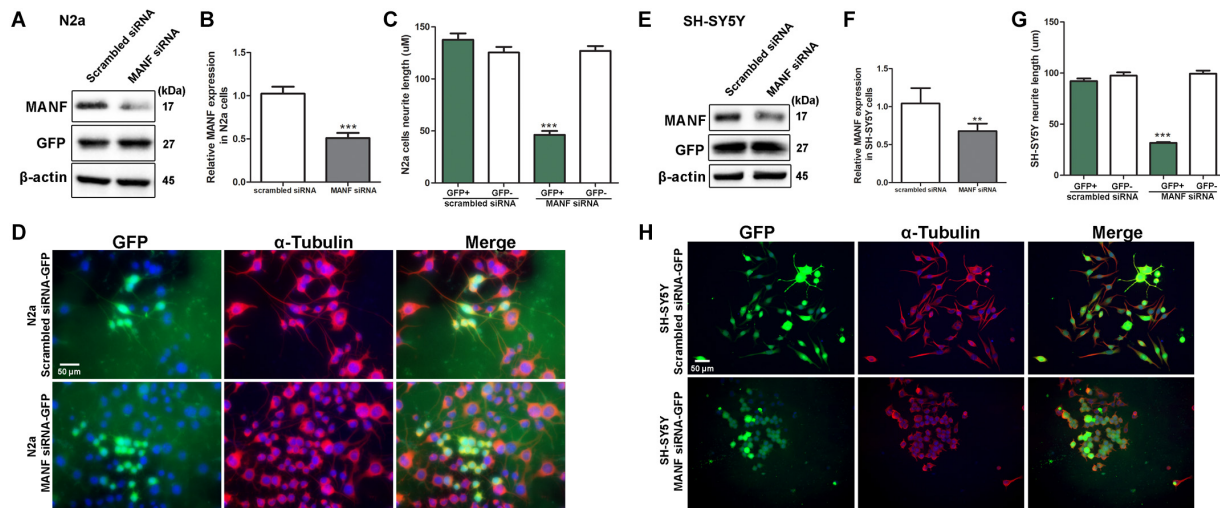 A
N2a
Scrambled siRNA
MANF siRNA
(kDa)
MANF
17
GFP
27
β-actin
45
B
Relative MANF expression
in N2a cells
1.5
1.0
0.5
0.0
***
scrambled siRNA
MANF siRNA
C
N2a cells neurite length (uM)
150
100
50
0
***
GFP+
GFP-
GFP+
GFP-
scrambled siRNA
MANF siRNA
D
GFP
α-Tubulin
Merge
N2a
Scrambled siRNA-GFP
50 µm
N2a
MANF siRNA-GFP
E
SH-SY5Y
Scrambled siRNA
MANF siRNA
(kDa)
MANF
17
GFP
27
β-actin
45
F
Relative MANF expression
in SH-SY5Y cells
1.5
1.0
0.5
0.0
**
scrambled siRNA
MANF siRNA
G
SH-SY5Y neurite length (um)
150
100
50
0
***
GFP+
GFP-
GFP+
GFP-
scrambled siRNA
MANF siRNA
H
GFP
α-Tubulin
Merge
SH-SY5Y
Scrambled siRNA-GFP
50 µm
SH-SY5Y
MANF siRNA-GFP